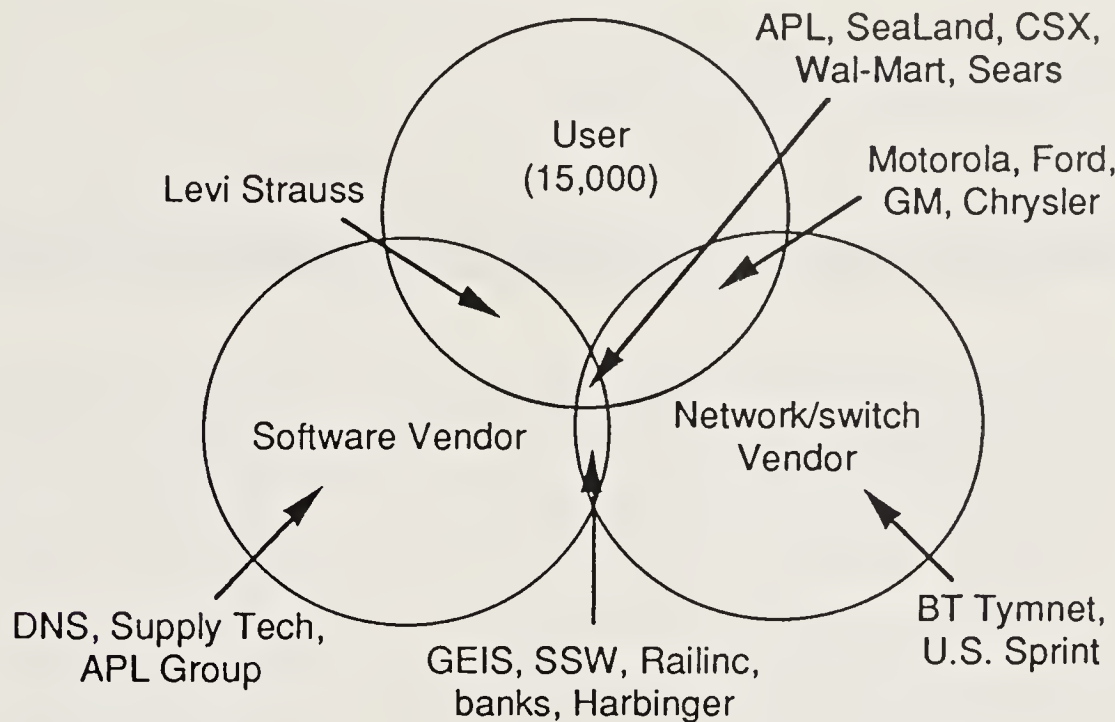 APL, SeaLand, CSX,
Wal-Mart, Sears
User
(15,000)
Motorola, Ford,
GM, Chrysler
Levi Strauss
Software Vendor
Network/switch
Vendor
DNS, Supply Tech,
APL Group
GEIS, SSW, Railinc,
banks, Harbinger
BT Tymnet,
U.S. Sprint